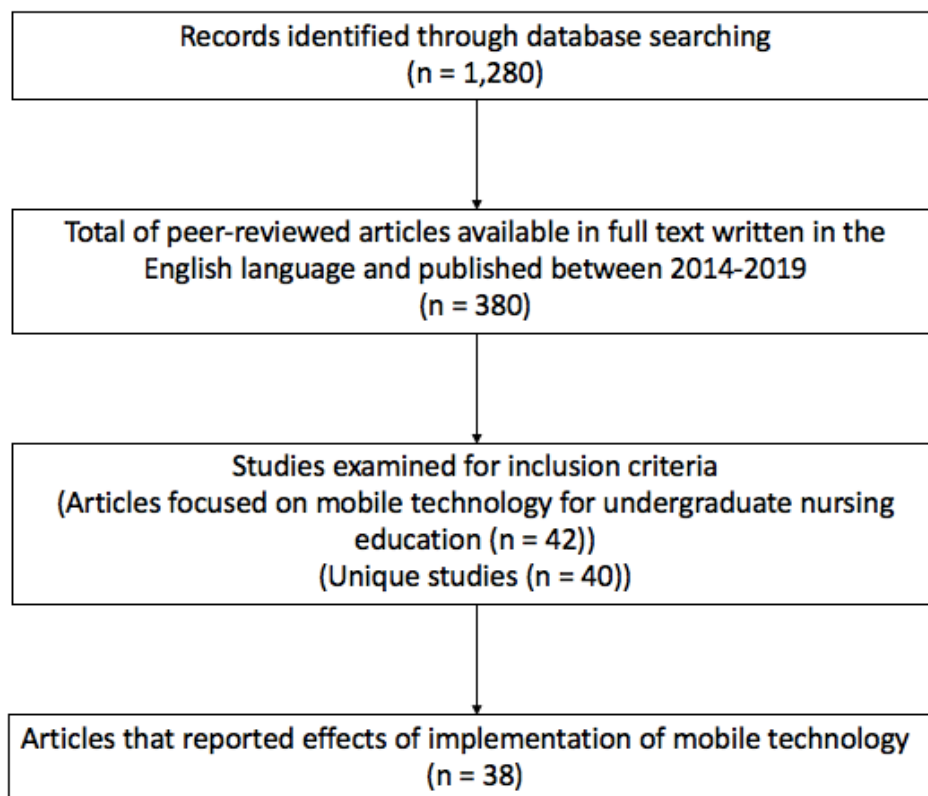 Records identified through database searching
(n = 1,280)
Total of peer-reviewed articles available in full text written in the
English language and published between 2014-2019
(n = 380)
Studies examined for inclusion criteria
(Articles focused on mobile technology for undergraduate nursing
education (n = 42))
(Unique studies (n = 40))
Articles that reported effects of implementation of mobile technology
(n = 38)